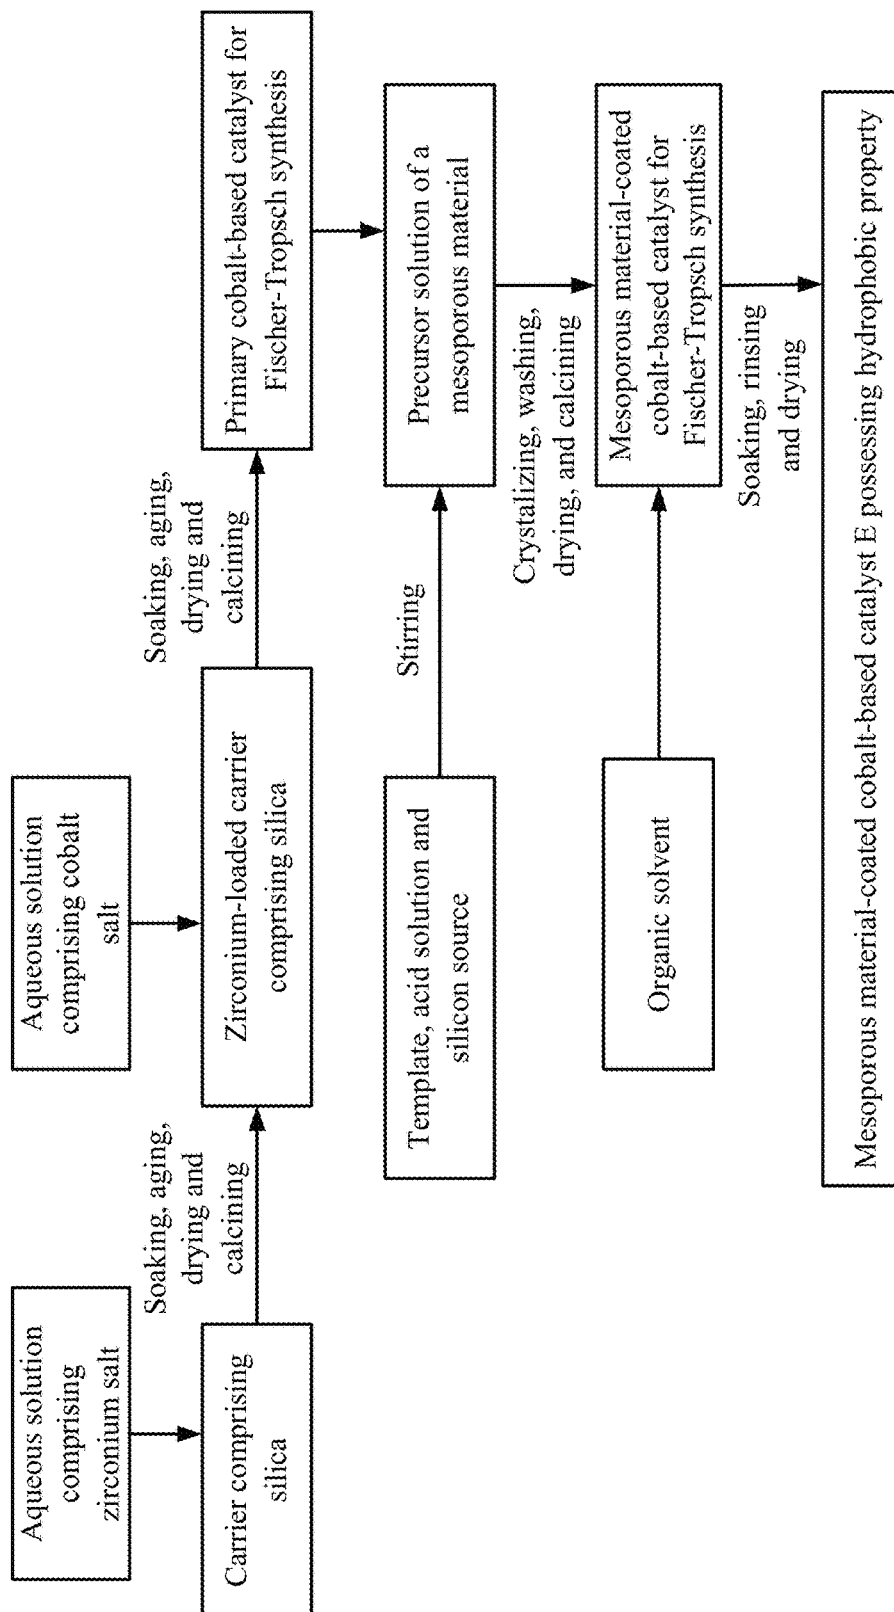 Aqueous solution
comprising
zirconium salt
Aqueous solution
comprising cobalt
salt
Carrier comprising
silica
Soaking, aging,
drying and
calcining
Zirconium-loaded carrier
comprising silica
Soaking, aging,
drying and
calcining
Primary cobalt-based catalyst for
Fischer-Tropsch synthesis
Template, acid solution and
silicon source
Stirring
Precursor solution of a
mesoporous material
Crystalizing, washing,
drying, and calcining
Organic solvent
Mesoporous material-coated
cobalt-based catalyst for
Fischer-Tropsch synthesis
Soaking, rinsing
and drying
Mesoporous material-coated cobalt-based catalyst E possessing hydrophobic property